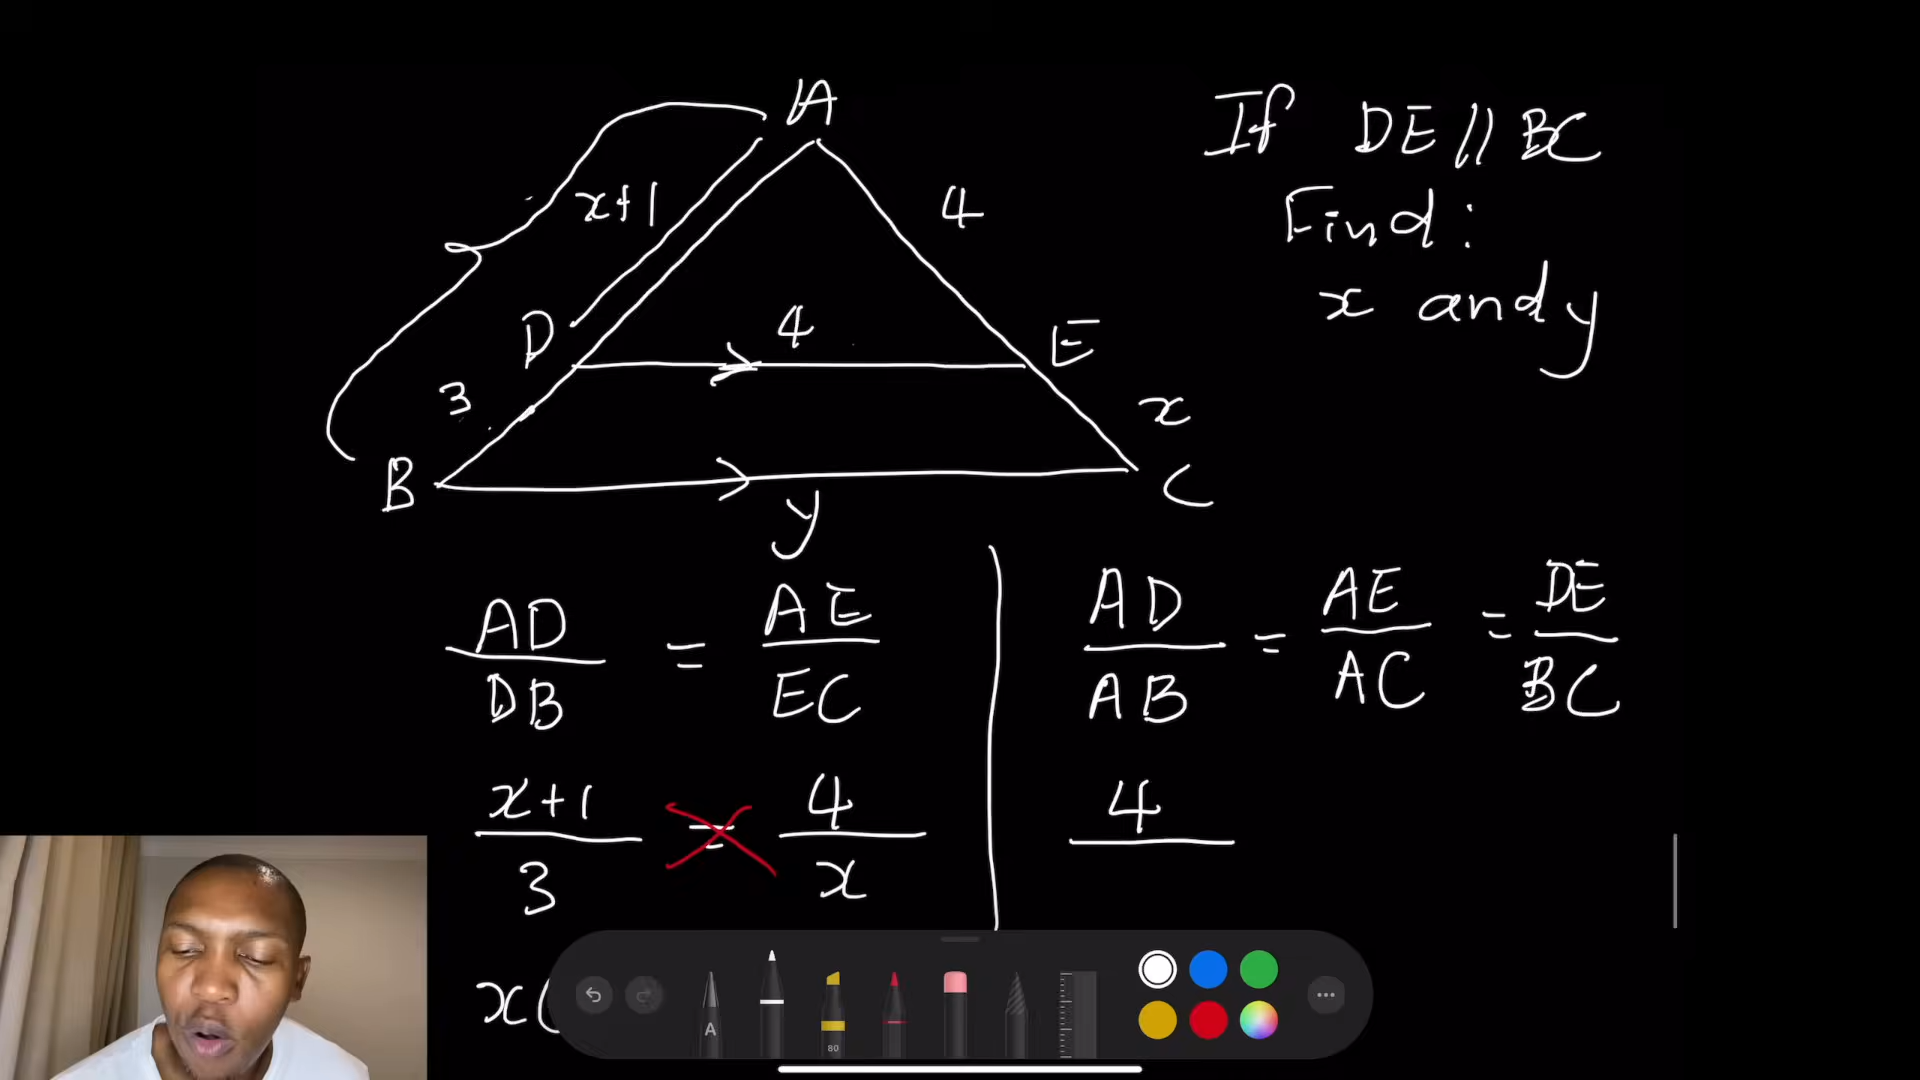 A
If DE // BC
x+1
4
Find:
x and y
D
4
E
3
x
B
C
y
AD/DB = AE/EC
AD/AB = AE/AC = DE/BC
x+1/3 = 4/x
4
x(
A
80